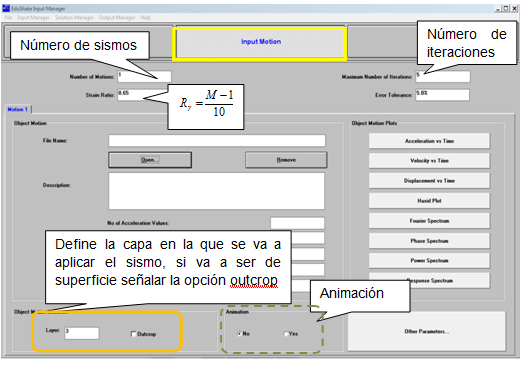 EduShake Input Manager
File Input Manager Solution Manager Output Manager Help
Número de sismos
Input Motion
Número de
iteraciones
Number of Motions: 1
Maximum Number of Iterations: 5
Strain Ratio: 0.65
Error Tolerance: 5.0%
Rγ = M − 1 / 10
Motion 1
Object Motion
Object Motion Plots
File Name:
Acceleration vs Time
Open...
Remove
Velocity vs Time
Description:
Displacement vs Time
Husid Plot
Fourier Spectrum
No of Acceleration Values:
Phase Spectrum
Define la capa en la que se va a
aplicar el sismo, si va a ser de
superficie señalar la opción outcrop
Power Spectrum
Response Spectrum
Animación
Object Motion
Animation
Layer: 3
Outcrop
No
Yes
Other Parameters...